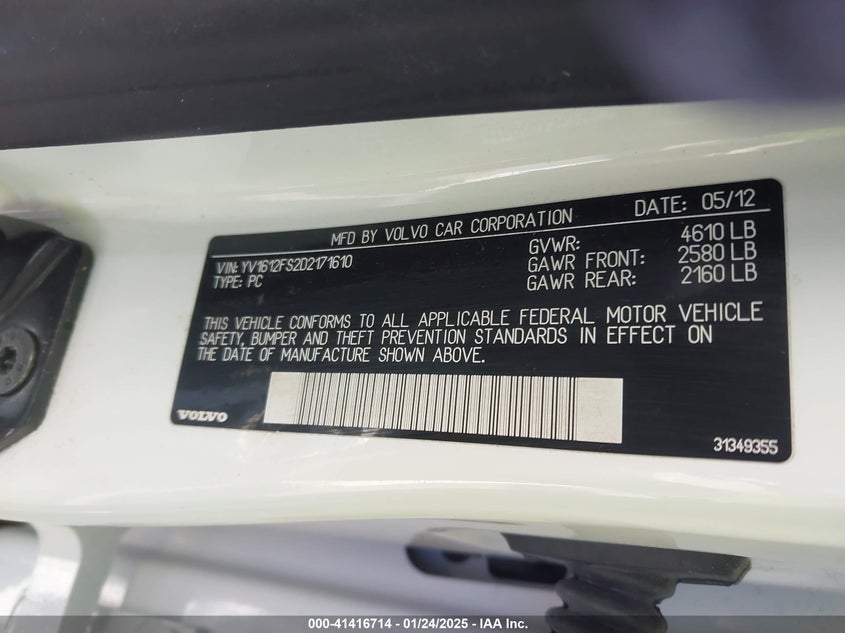 MFD BY VOLVO CAR CORPORATION DATE: 05/12
VIN: YV1612FS2D2171610 GVWR: 4610 LB
TYPE: PC GAWR FRONT: 2580 LB
GAWR REAR: 2160 LB
THIS VEHICLE CONFORMS TO ALL APPLICABLE FEDERAL MOTOR VEHICLE
SAFETY, BUMPER AND THEFT PREVENTION STANDARDS IN EFFECT ON
THE DATE OF MANUFACTURE SHOWN ABOVE.
VOLVO 31349355
000-41416714 - 01/24/2025 - IAA Inc.